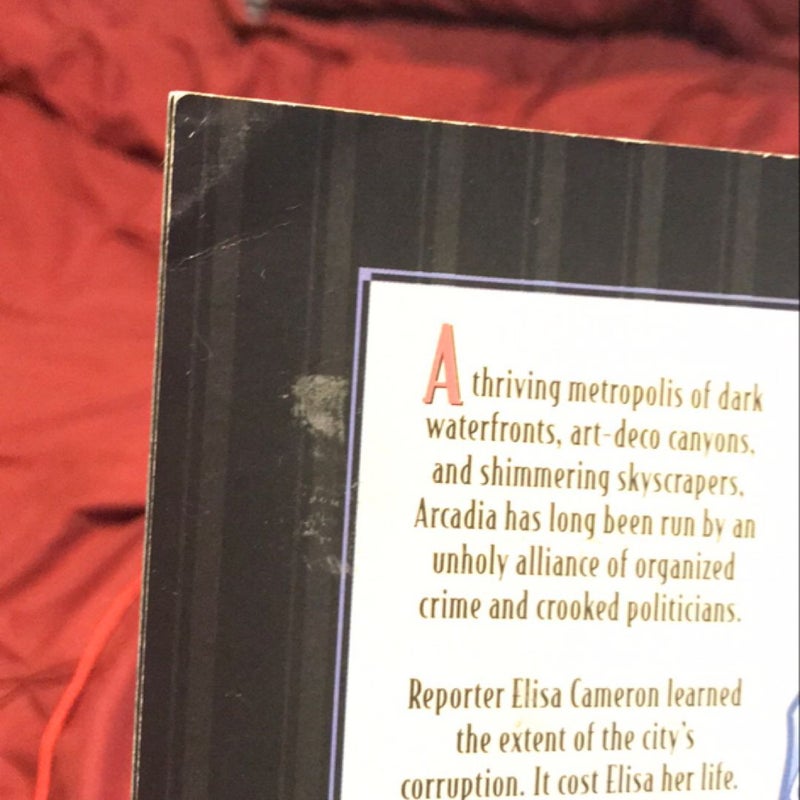 A thriving metropolis of dark
waterfronts, art-deco canyons,
and shimmering skyscrapers,
Arcadia has long been run by an
unholy alliance of organized
crime and crooked politicians.
Reporter Elisa Cameron learned
the extent of the city's
corruption. It cost Elisa her life.